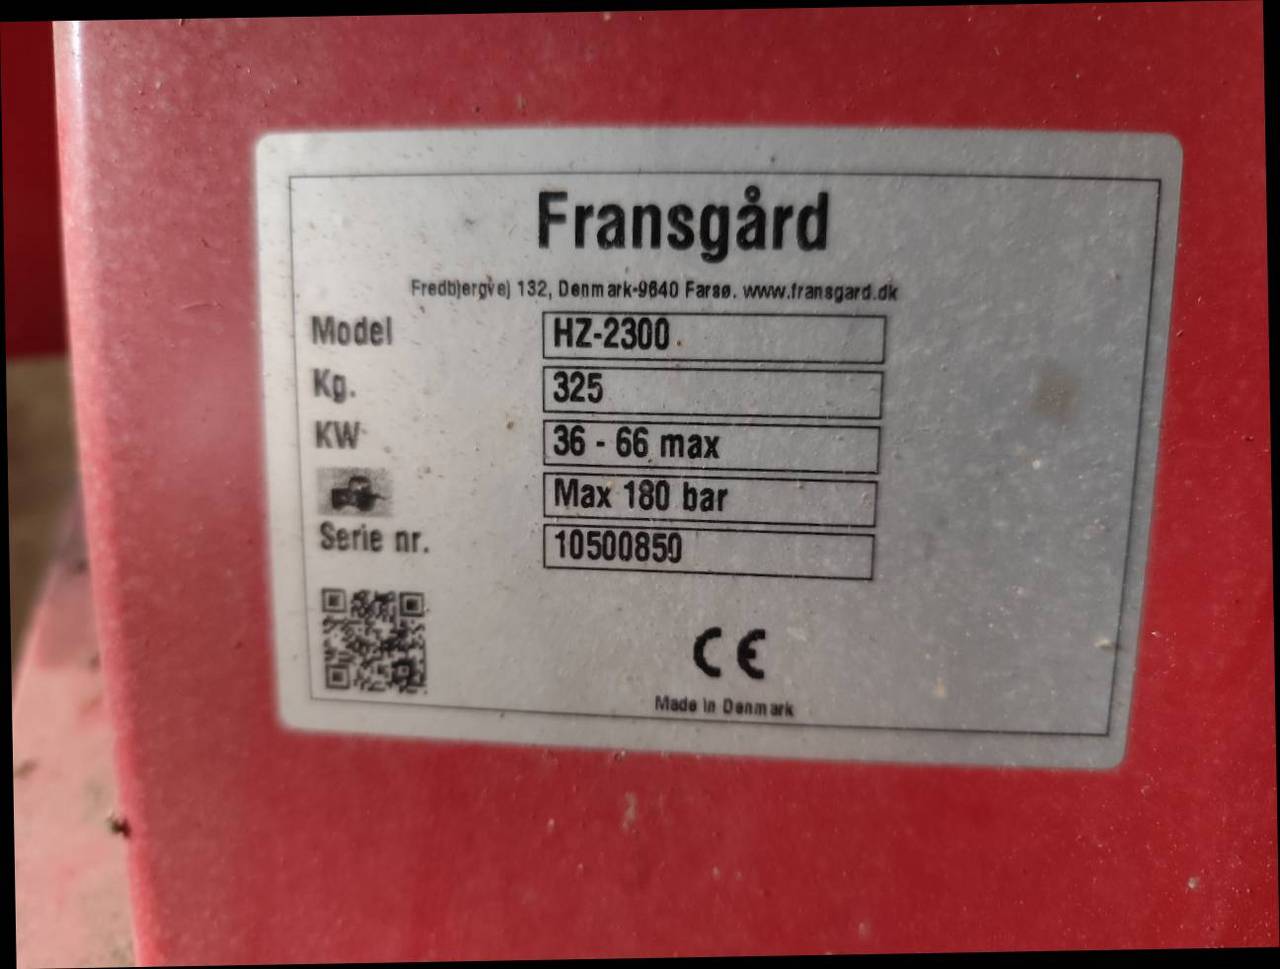 Fransgård
Fredbjergvej 132, Denmark-9640 Farsø. www.fransgard.dk
Model HZ-2300
Kg. 325
KW 36 - 66 max
Max 180 bar
Serie nr. 10500850
CE
Made in Denmark